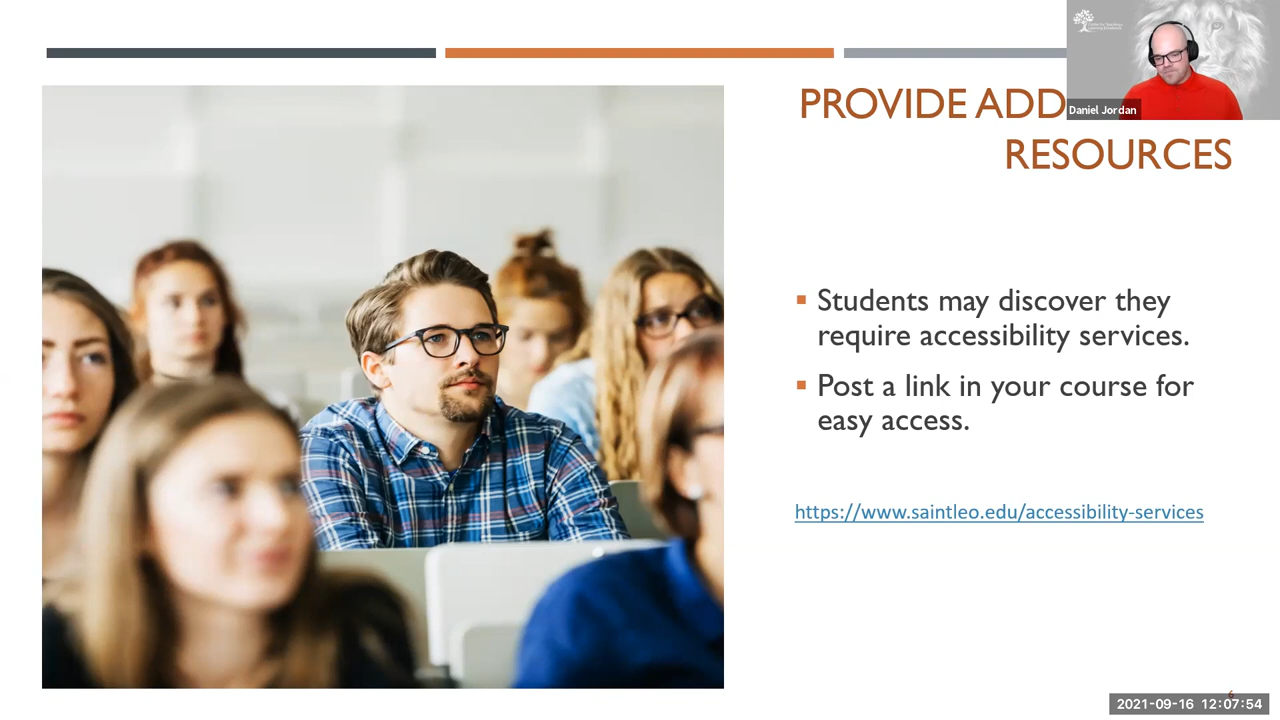 PROVIDE ADD
RESOURCES
Daniel Jordan
Students may discover they
require accessibility services.
Post a link in your course for
easy access.
https://www.saintleo.edu/accessibility-services
6
2021-09-16 12:07:54